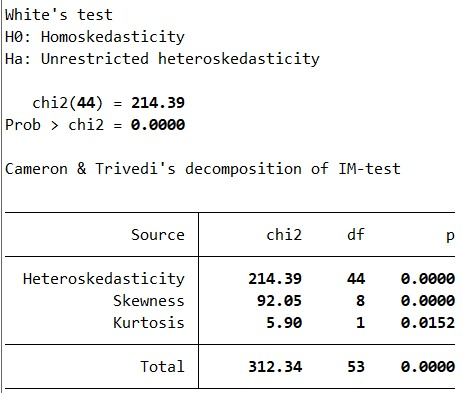 White's test
H0: Homoskedasticity
Ha: Unrestricted heteroskedasticity
chi2(44) = 214.39
Prob > chi2 = 0.0000
Cameron & Trivedi's decomposition of IM-test
Source chi2 df p
Heteroskedasticity 214.39 44 0.0000
Skewness 92.05 8 0.0000
Kurtosis 5.90 1 0.0152
Total 312.34 53 0.0000